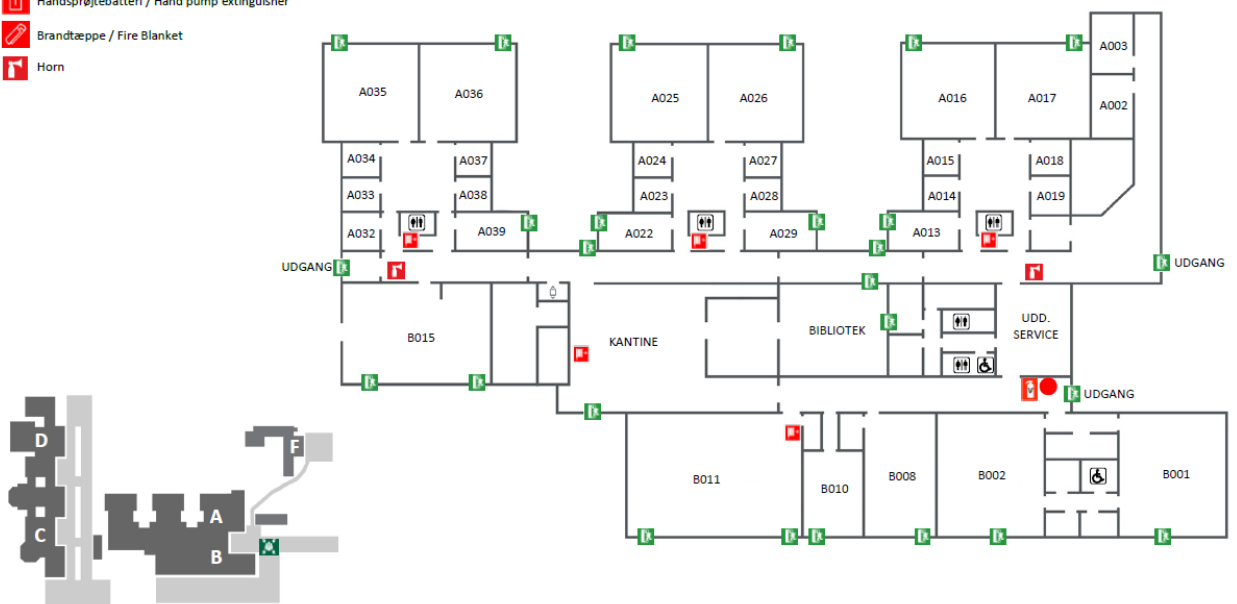 Håndsprøjtebatteri / Hand pump extinguisher
Brandtæppe / Fire Blanket
Horn
A003
A035
A036
A025
A026
A016
A017
A002
A034
A037
A024
A027
A015
A018
A033
A038
A023
A028
A014
A019
A032
A039
A022
A029
A013
UDGANG
UDGANG
B015
KANTINE
BIBLIOTEK
UDD.
SERVICE
UDGANG
D
F
C
A
B
B011
B010
B008
B002
B001